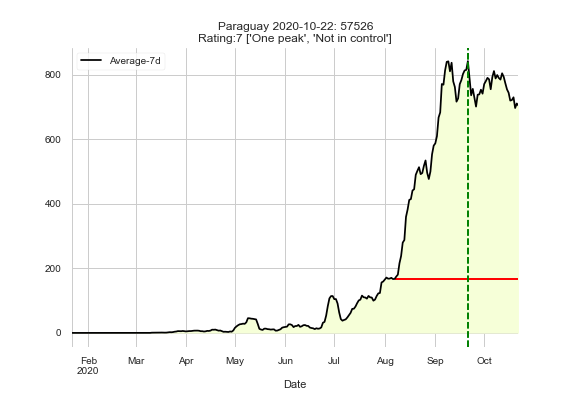 Paraguay 2020-10-22: 57526
Rating:7 ['One peak', 'Not in control']
Average-7d
800
600
400
200
0
Feb Mar Apr May Jun Jul Aug Sep Oct
2020
Date